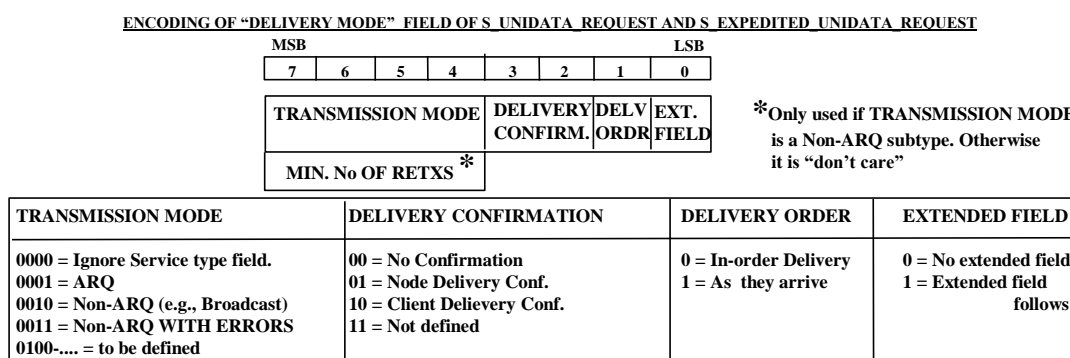 ENCODING OF “DELIVERY MODE” FIELD OF S_UNIDATA_REQUEST AND S_EXPEDITED_UNIDATA_REQUEST
MSB LSB
7 6 5 4 3 2 1 0
TRANSMISSION MODE
DELIVERY CONFIRM.
DELV ORDR
EXT. FIELD
MIN. No OF RETXS *
*Only used if TRANSMISSION MODE
is a Non-ARQ subtype. Otherwise
it is “don’t care”
TRANSMISSION MODE
0000 = Ignore Service type field.
0001 = ARQ
0010 = Non-ARQ (e.g., Broadcast)
0011 = Non-ARQ WITH ERRORS
0100-.... = to be defined
DELIVERY CONFIRMATION
00 = No Confirmation
01 = Node Delivery Conf.
10 = Client Delievery Conf.
11 = Not defined
DELIVERY ORDER
0 = In-order Delivery
1 = As they arrive
EXTENDED FIELD
0 = No extended field
1 = Extended field
follows